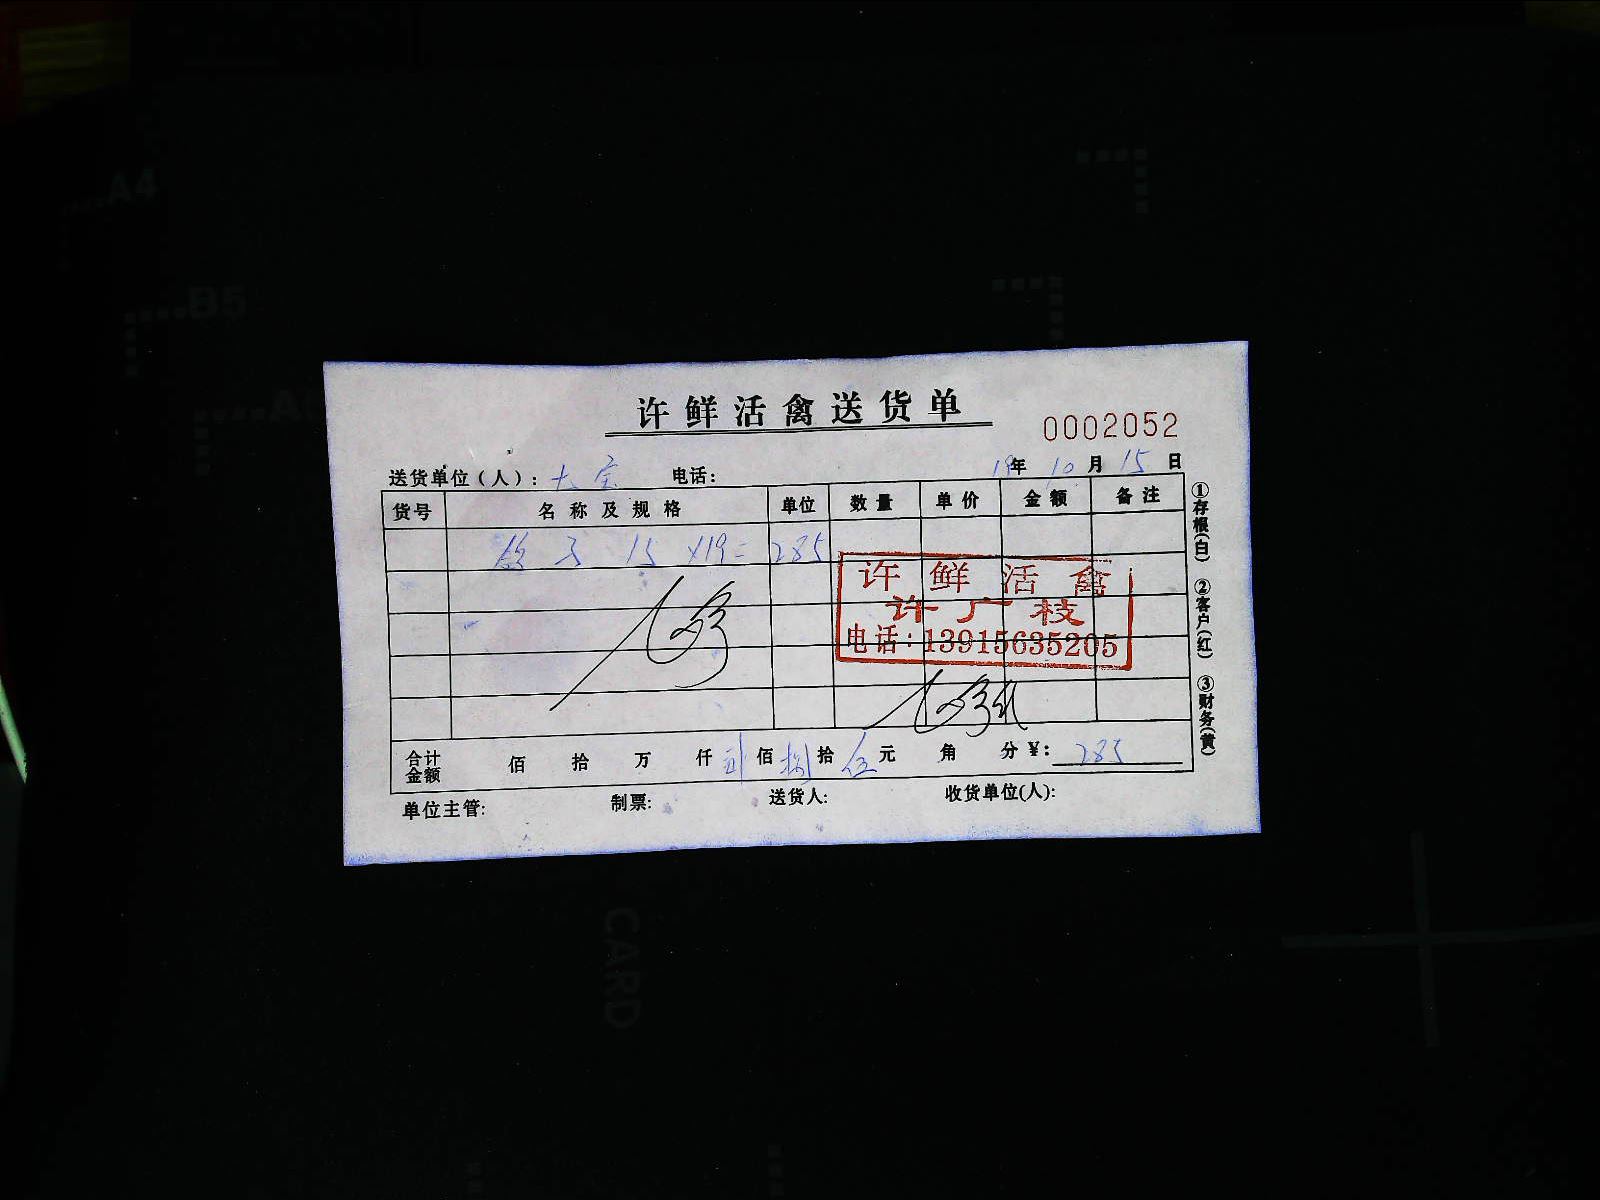 许鲜活禽送货单
0002052
送货单位(人): 大宝 电话: 19年 10月 15日
货号 名称及规格 单位 数量 单价 金额 备注
鸽子 15 ×19= 285
许鲜活禽
许广枝
电话:13915635205
合计金额 佰 拾 万 仟 贰佰 捌拾 伍元 角 分 ¥: 285
单位主管: 制票: 送货人: 收货单位(人):
①存根(白) ②客户(红) ③财务(黄)
A4
B5
CARD